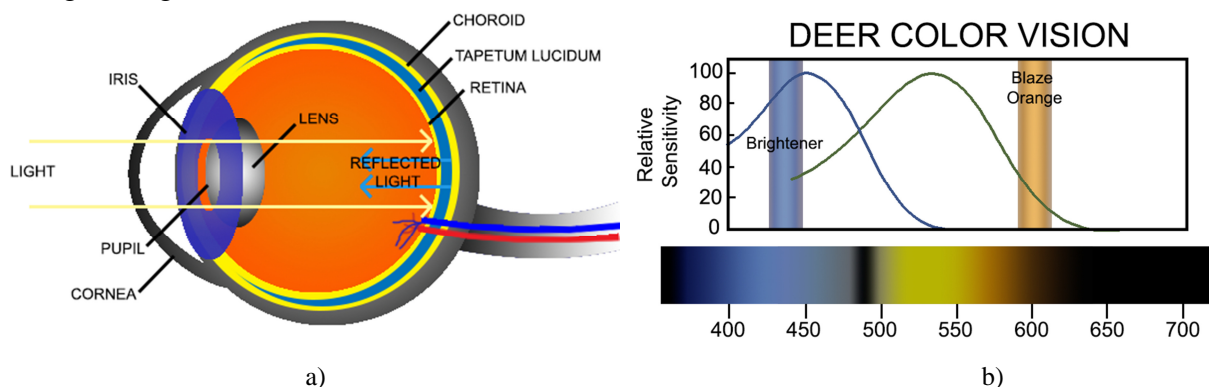 CHOROID
TAPETUM LUCIDUM
RETINA
IRIS
LENS
LIGHT
REFLECTED
LIGHT
PUPIL
CORNEA
a)
DEER COLOR VISION
Relative
Sensitivity
100
80
60
40
20
0
Brightener
Blaze
Orange
400 450 500 550 600 650 700
b)